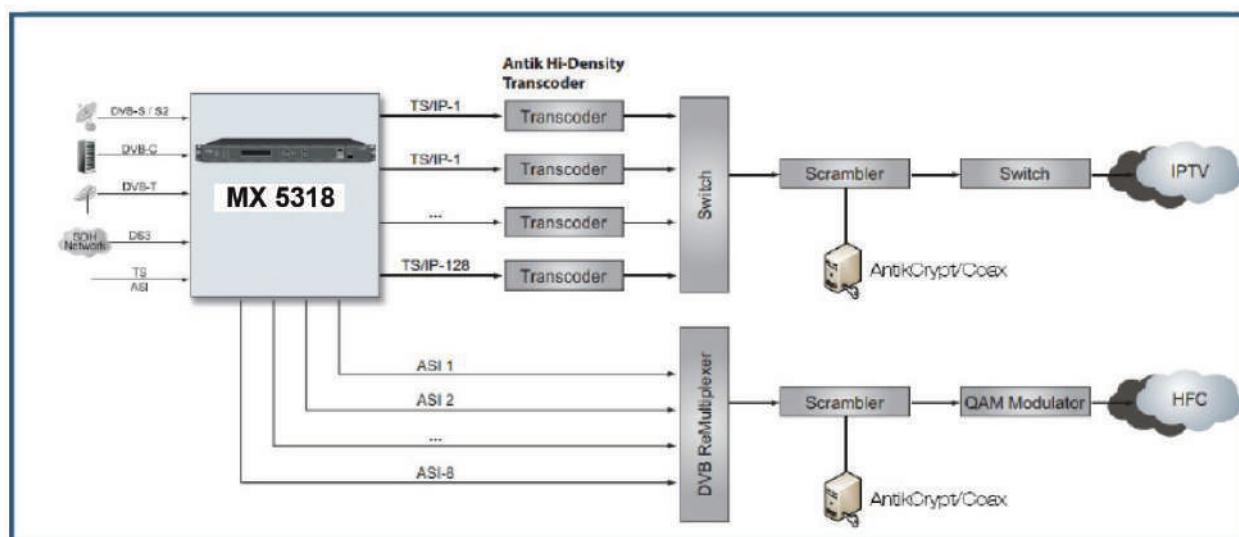 Antik Hi-Density
Transcoder
DVB-S / S2
DVB-C
DVB-T
SDH
Network
DS3
TS
ASI
MX 5318
TS/IP-1
TS/IP-1
...
TS/IP-128
Transcoder
Transcoder
Transcoder
Transcoder
Switch
Scrambler
Switch
IPTV
AntikCrypt/Coax
ASI 1
ASI 2
...
ASI-8
DVB ReMultiplexer
Scrambler
QAM Modulator
HFC
AntikCrypt/Coax